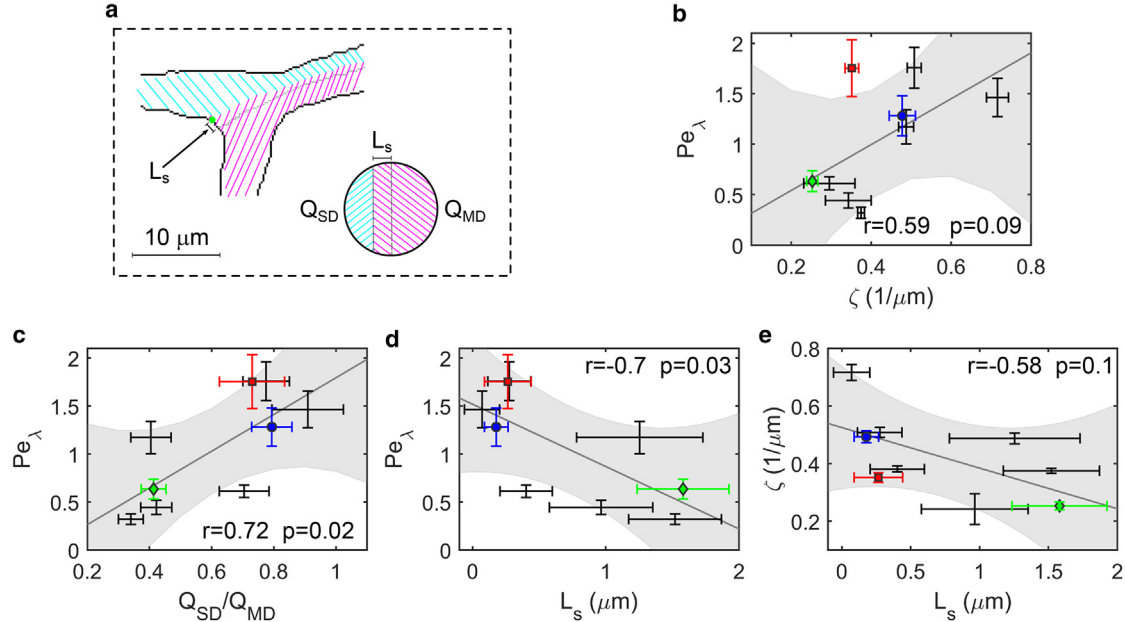 a
L_s
10 μm
L_s
Q_SD
Q_MD
b
Pe_λ
2
1.5
1
0.5
0
r=0.59 p=0.09
0.2 0.4 0.6 0.8
ζ (1/μm)
c
Pe_λ
2
1.5
1
0.5
0
r=0.72 p=0.02
0.2 0.4 0.6 0.8 1
Q_SD/Q_MD
d
Pe_λ
2
1.5
1
0.5
0
r=-0.7 p=0.03
0 0.5 1 1.5 2
L_s (μm)
e
ζ (1/μm)
0.8
0.6
0.4
0.2
r=-0.58 p=0.1
0 0.5 1 1.5 2
L_s (μm)